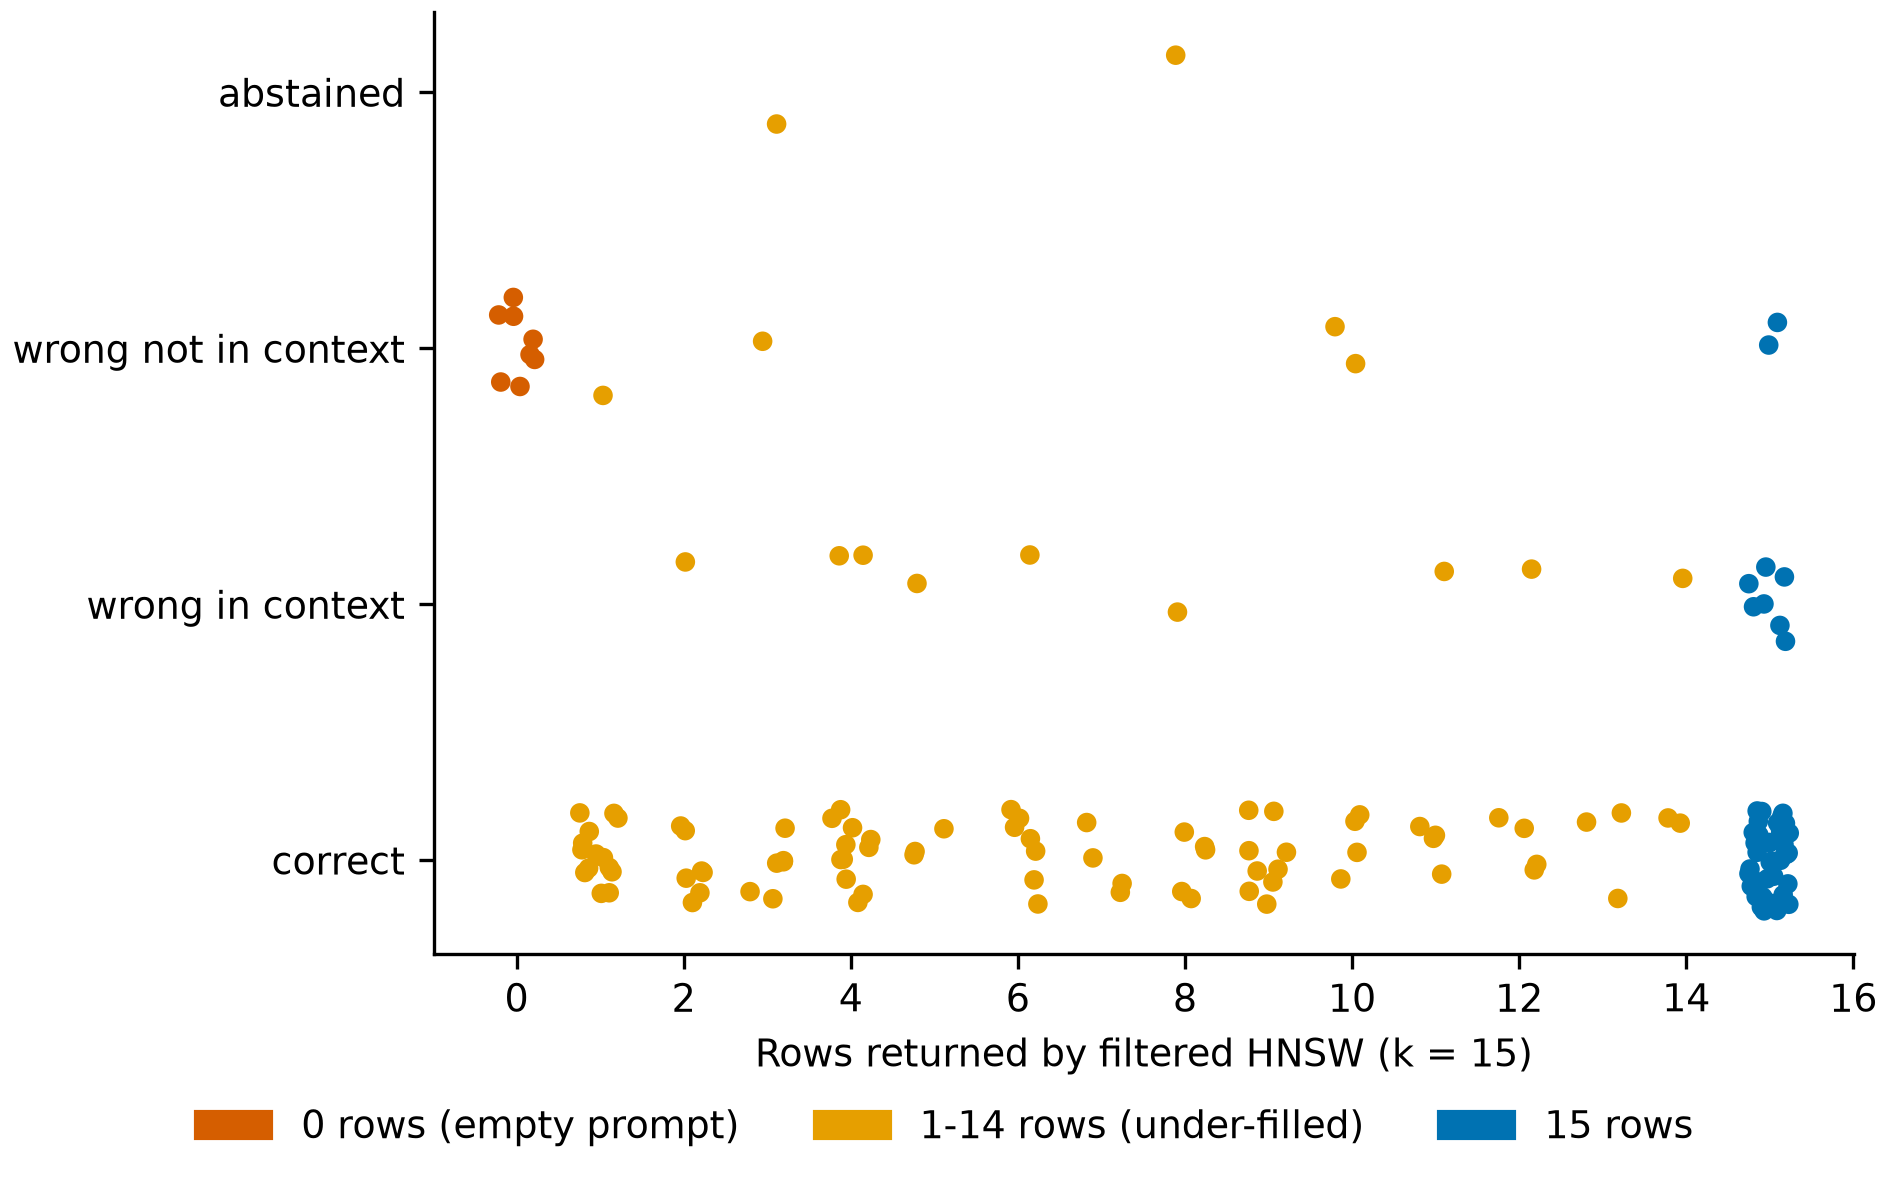 abstained
wrong not in context
wrong in context
correct
0 2 4 6 8 10 12 14 16
Rows returned by filtered HNSW (k = 15)
0 rows (empty prompt) 1-14 rows (under-filled) 15 rows